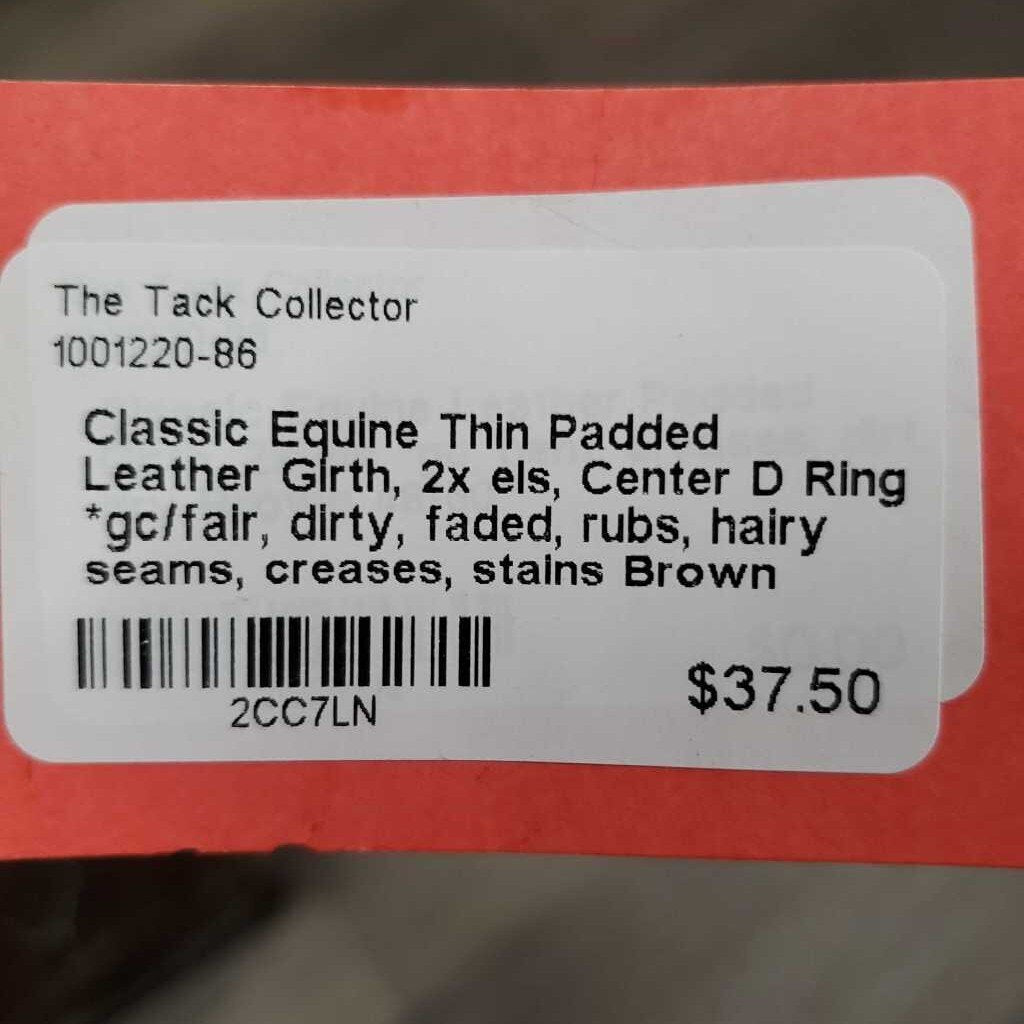 The Tack Collector
1001220-86
Classic Equine Thin Padded
Leather Girth, 2x els, Center D Ring
*gc/fair, dirty, faded, rubs, hairy
seams, creases, stains Brown
2CC7LN
$37.50